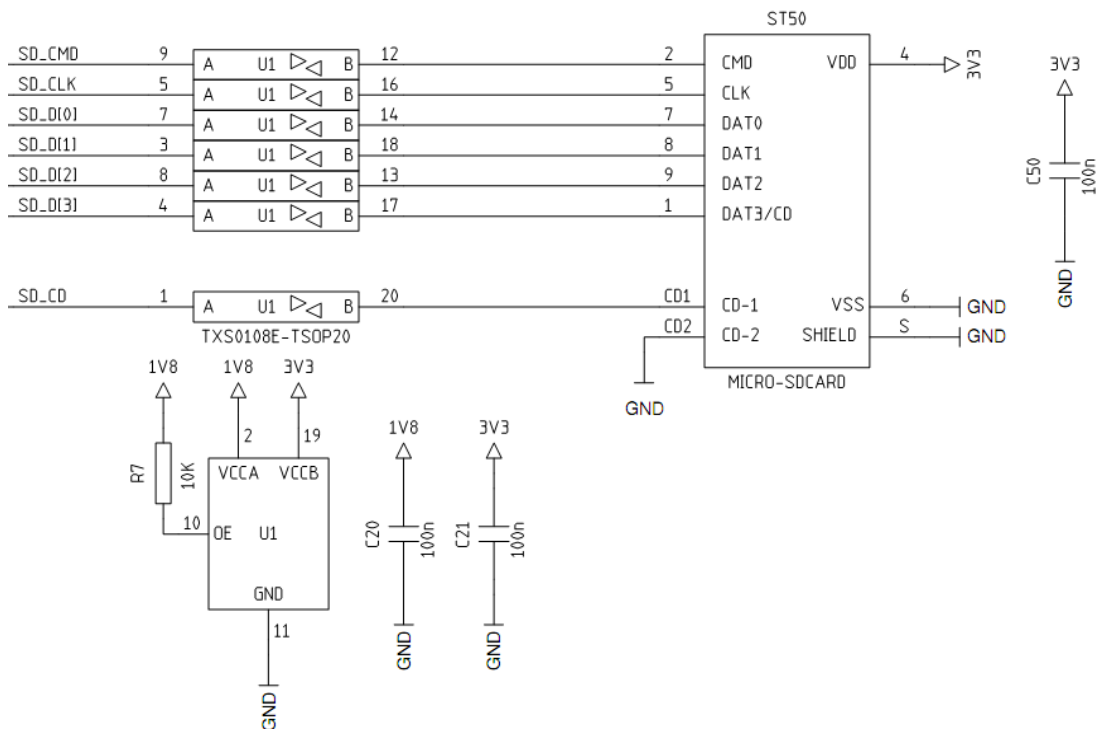 ST50
SD_CMD 9 A U1 B 12 2 CMD VDD 4 3V3
SD_CLK 5 A U1 B 16 5 CLK
SD_D[0] 7 A U1 B 14 7 DAT0
SD_D[1] 3 A U1 B 18 8 DAT1
SD_D[2] 8 A U1 B 13 9 DAT2
SD_D[3] 4 A U1 B 17 1 DAT3/CD
3V3
C50
100n
GND
SD_CD 1 A U1 B 20 CD1 CD-1 VSS 6 GND
TXS0108E-TSOP20
CD2 CD-2 SHIELD S GND
GND
MICRO-SDCARD
1V8 1V8 3V3
2 19
R7
10K
VCCA VCCB
10 OE U1
GND
11
GND
1V8
C20
100n
GND
3V3
C21
100n
GND